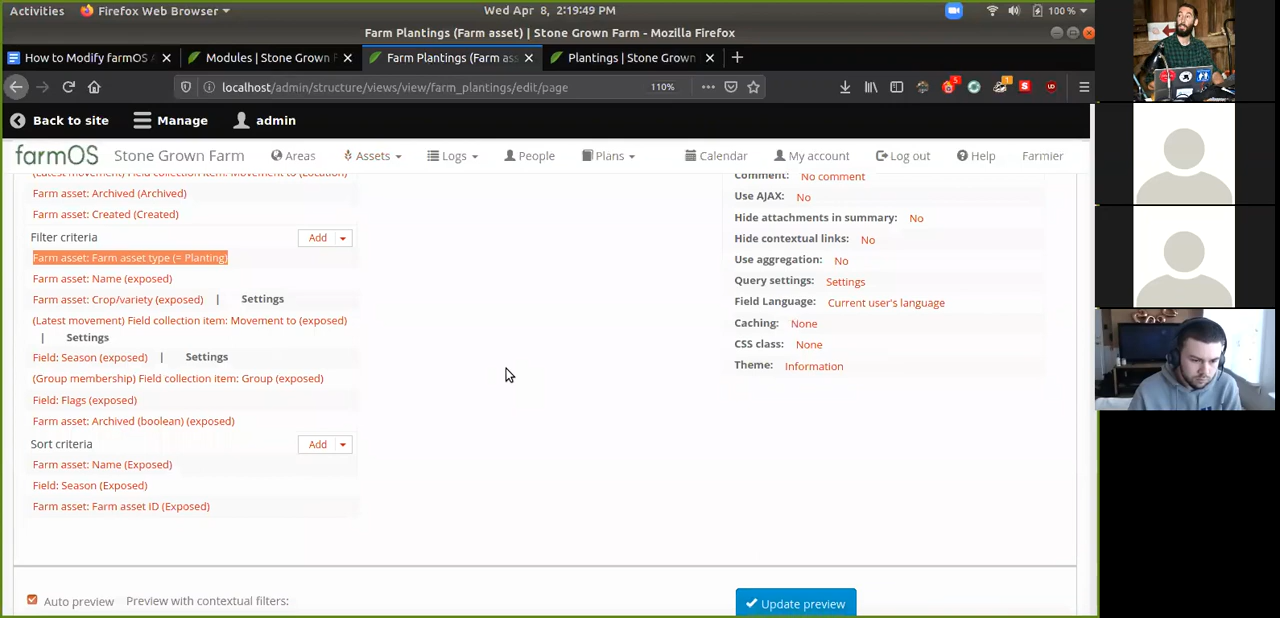 Activities Firefox Web Browser Wed Apr 8, 2:19:49 PM 100 %
Farm Plantings (Farm asset) | Stone Grown Farm - Mozilla Firefox
How to Modify farmOS Modules | Stone Grown F Farm Plantings (Farm ass Plantings | Stone Grown
localhost/admin/structure/views/view/farm_plantings/edit/page 110%
Back to site Manage admin
farmOS Stone Grown Farm Areas Assets Logs People Plans Calendar My account Log out Help Farmier
(Latest movement) Field collection item: Movement to (Location)
Farm asset: Archived (Archived)
Farm asset: Created (Created)
Filter criteria Add
Farm asset: Farm asset type (= Planting)
Farm asset: Name (exposed)
Farm asset: Crop/variety (exposed) | Settings
(Latest movement) Field collection item: Movement to (exposed)
| Settings
Field: Season (exposed) | Settings
(Group membership) Field collection item: Group (exposed)
Field: Flags (exposed)
Farm asset: Archived (boolean) (exposed)
Sort criteria Add
Farm asset: Name (Exposed)
Field: Season (Exposed)
Farm asset: Farm asset ID (Exposed)
Comment: No comment
Use AJAX: No
Hide attachments in summary: No
Hide contextual links: No
Use aggregation: No
Query settings: Settings
Field Language: Current user's language
Caching: None
CSS class: None
Theme: Information
Auto preview Preview with contextual filters: Update preview